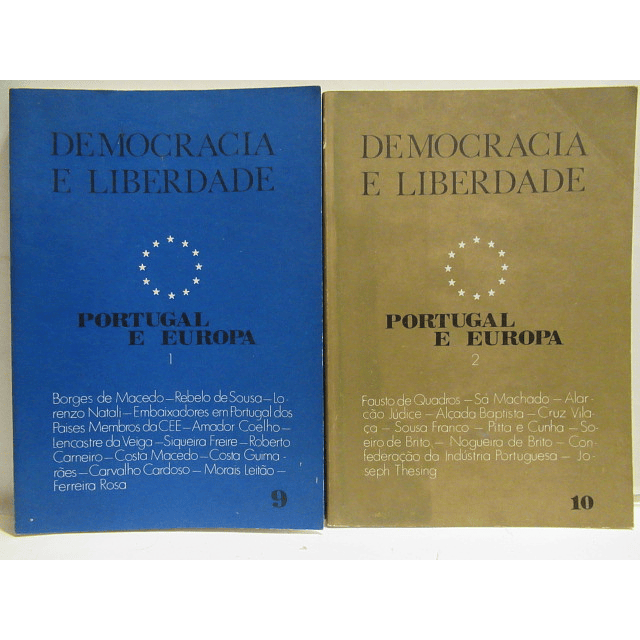 DEMOCRACIA
E LIBERDADE
PORTUGAL
E EUROPA
1
Borges de Macedo – Rebelo de Sousa – Lo-
renzo Natali – Embaixadores em Portugal dos
Países Membros da CEE – Amador Coelho –
Lencastre da Veiga – Siqueira Freire – Roberto
Carneiro – Costa Macedo – Costa Guima-
rães – Carvalho Cardoso – Morais Leitão –
Ferreira Rosa
9
DEMOCRACIA
E LIBERDADE
PORTUGAL
E EUROPA
2
Fausto de Quadros – Sá Machado – Alar-
cão Júdice – Alçada Baptista – Cruz Vila-
ça – Sousa Franco – Pitta e Cunha – So-
eiro de Brito – Nogueira de Brito – Con-
federação da Indústria Portuguesa – Jo-
seph Thesing
10